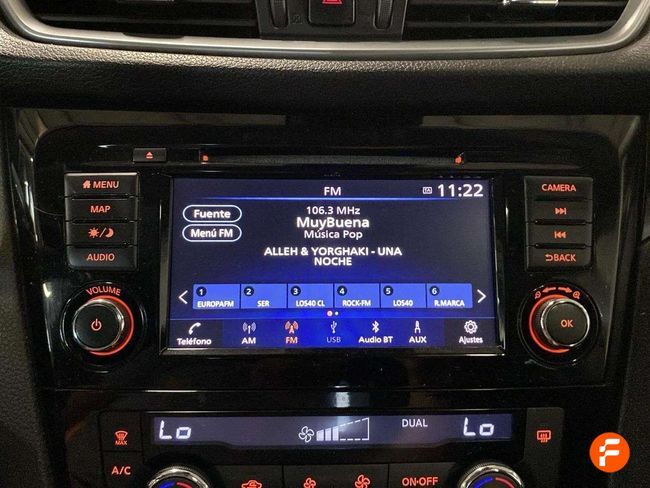 MENU
MAP
AUDIO
VOLUME
FM
TA 11:22
106.3 MHz
MuyBuena
Música Pop
Fuente
Menú FM
ALLEH & YORGHAKI - UNA
NOCHE
1 2 3 4 5 6
EUROPAFM SER LOS40 CL ROCK-FM LOS40 R.MARCA
Teléfono AM FM USB Audio BT AUX Ajustes
CAMERA
BACK
OK
MAX
A/C
Lo DUAL Lo
ON·OFF